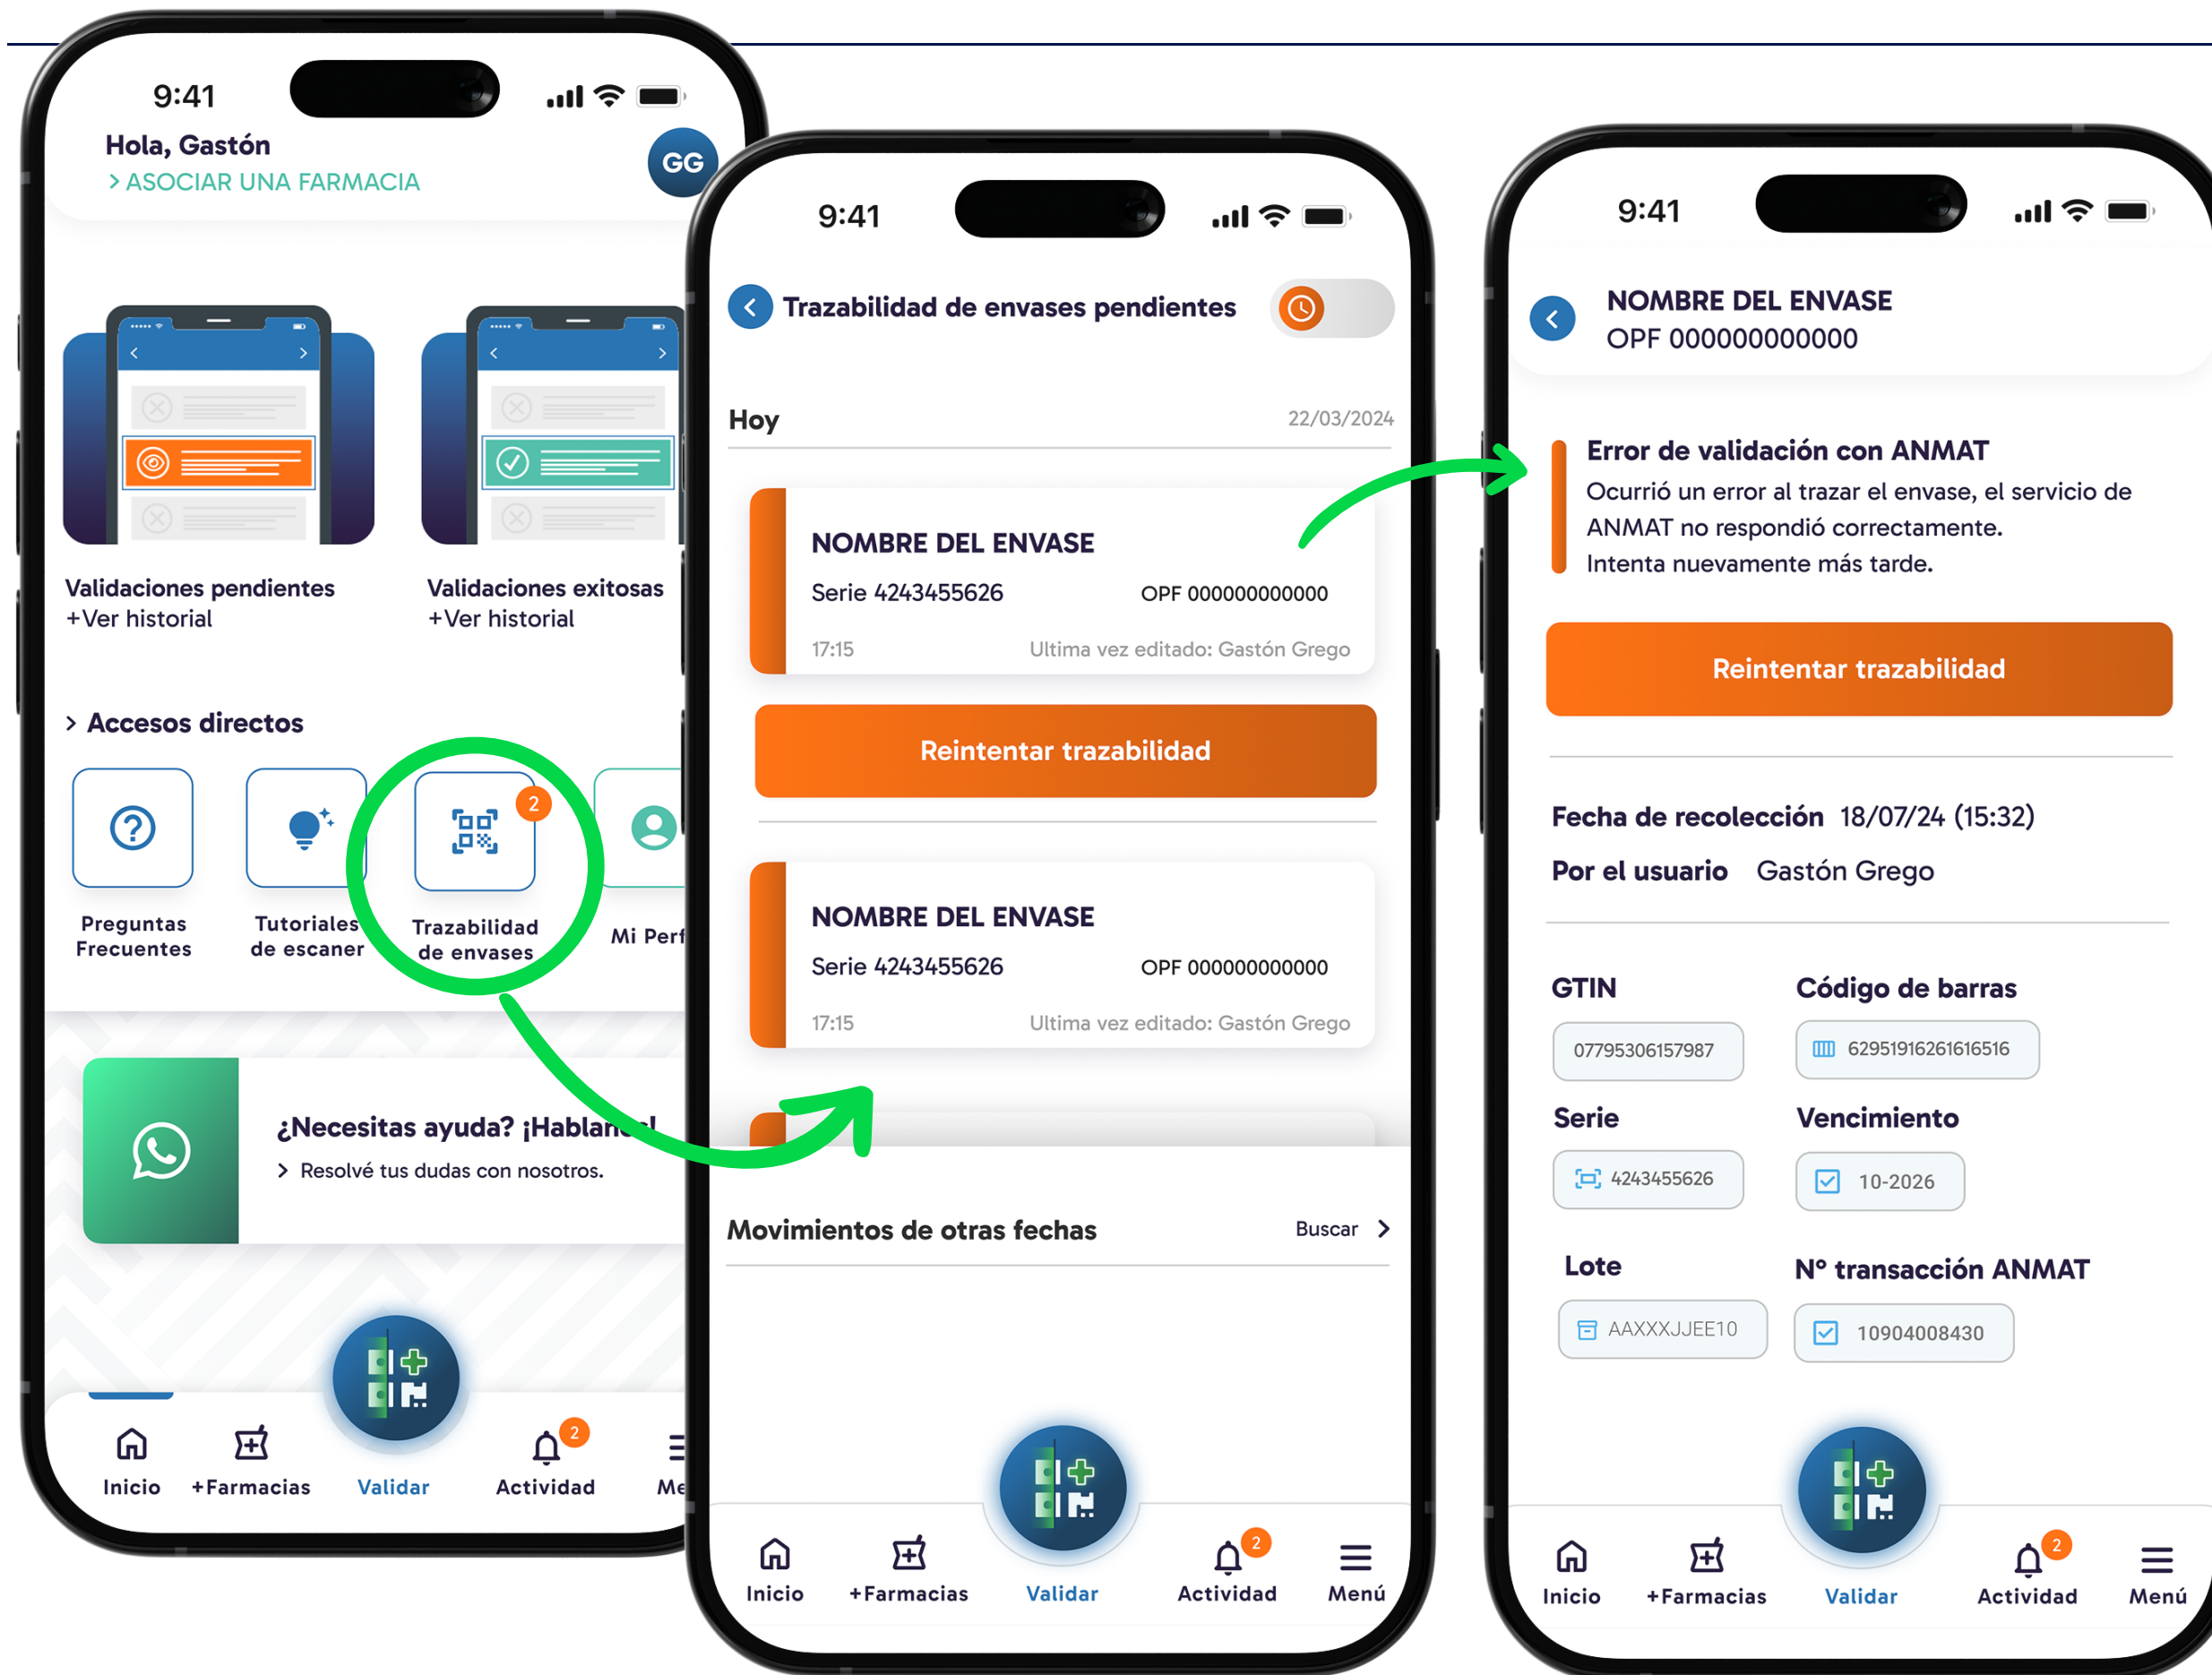 9:41
Hola, Gastón
> ASOCIAR UNA FARMACIA
GG
Validaciones pendientes
+Ver historial
Validaciones exitosas
+Ver historial
> Accesos directos
2
Preguntas
Frecuentes
Tutoriales
de escaner
Trazabilidad
de envases
Mi Perf
¿Necesitas ayuda?
> Resolvé tus dudas con nosotros.
Inicio
+Farmacias
Validar
2
Actividad
Me
9:41
Trazabilidad de envases pendientes
Hoy
22/03/2024
NOMBRE DEL ENVASE
Serie 4243455626 OPF 000000000000
17:15 Ultima vez editado: Gastón Grego
Reintentar trazabilidad
NOMBRE DEL ENVASE
Serie 4243455626 OPF 000000000000
17:15 Ultima vez editado: Gastón Grego
Movimientos de otras fechas
Buscar >
Inicio
+Farmacias
Validar
2
Actividad
Menú
9:41
NOMBRE DEL ENVASE
OPF 000000000000
Error de validación con ANMAT
Ocurrió un error al trazar el envase, el servicio de
ANMAT no respondió correctamente.
Intenta nuevamente más tarde.
Reintentar trazabilidad
Fecha de recolección 18/07/24 (15:32)
Por el usuario Gastón Grego
GTIN
07795306157987
Código de barras
62951916261616516
Serie
4243455626
Vencimiento
10-2026
Lote
AAXXXJJEE10
N° transacción ANMAT
10904008430
Inicio
+Farmacias
Validar
2
Actividad
Menú